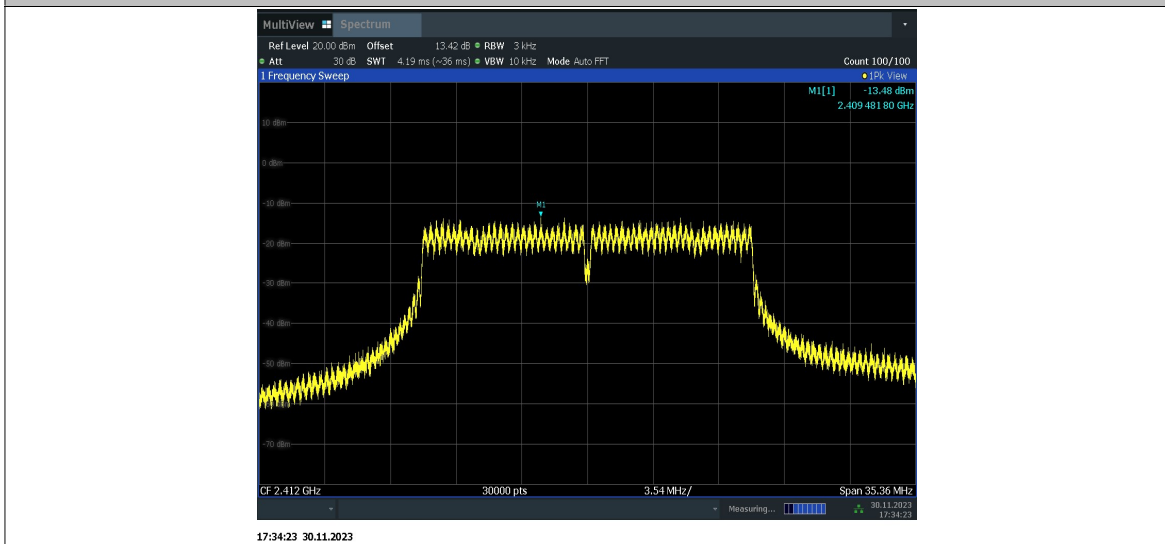 MultiView Spectrum
Ref Level 20.00 dBm Offset 13.42 dB RBW 3 kHz
Att 30 dB SWT 4.19 ms (~36 ms) VBW 10 kHz Mode Auto FFT Count 100/100
1 Frequency Sweep 1Pk View
M1[1] -13.48 dBm
2.409 481 80 GHz
10 dBm
0 dBm
-10 dBm
M1
-20 dBm
-30 dBm
-40 dBm
-50 dBm
-70 dBm
CF 2.412 GHz 30000 pts 3.54 MHz/ Span 35.36 MHz
Measuring... 30.11.2023
17:34:23
17:34:23 30.11.2023